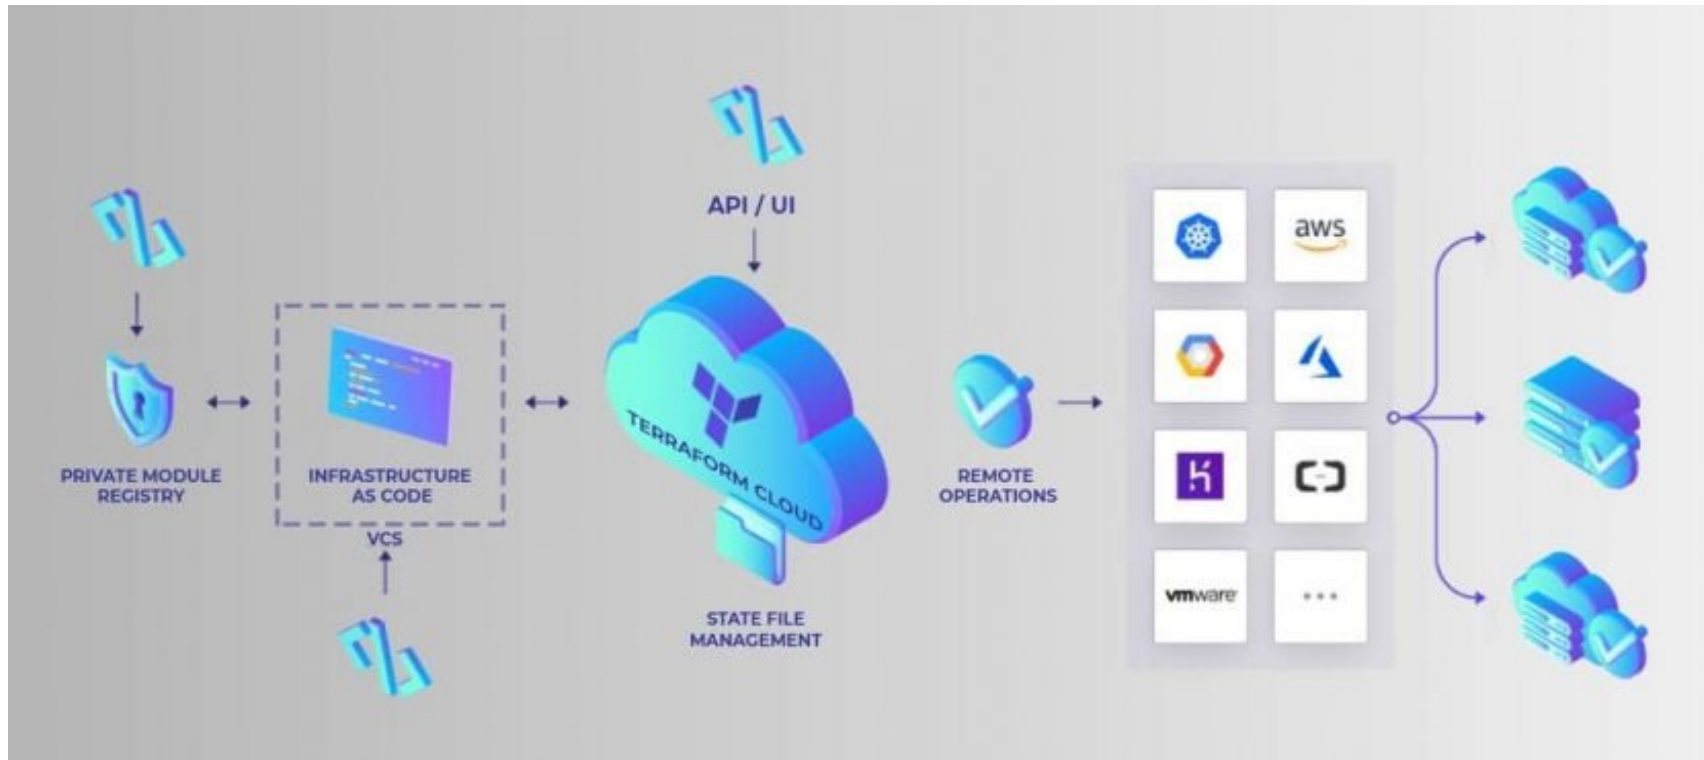 API / UI
PRIVATE MODULE
REGISTRY
INFRASTRUCTURE
AS CODE
VCS
TERRAFORM CLOUD
STATE FILE
MANAGEMENT
REMOTE
OPERATIONS
aws
vmware